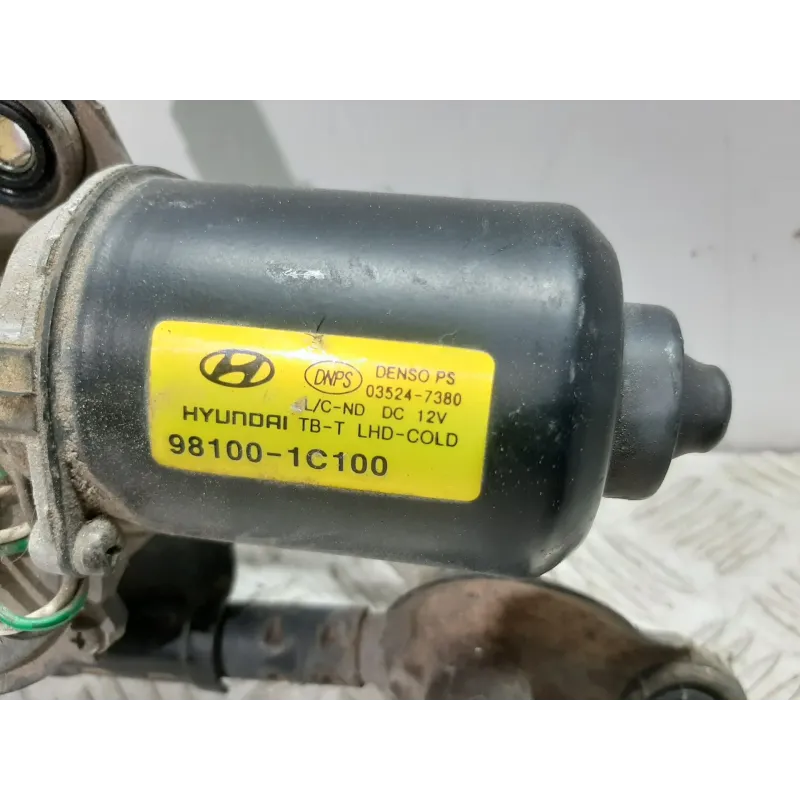 DNPS DENSO PS
03524-7380
L/C-ND DC 12V
HYUNDAI TB-T LHD-COLD
98100-1C100